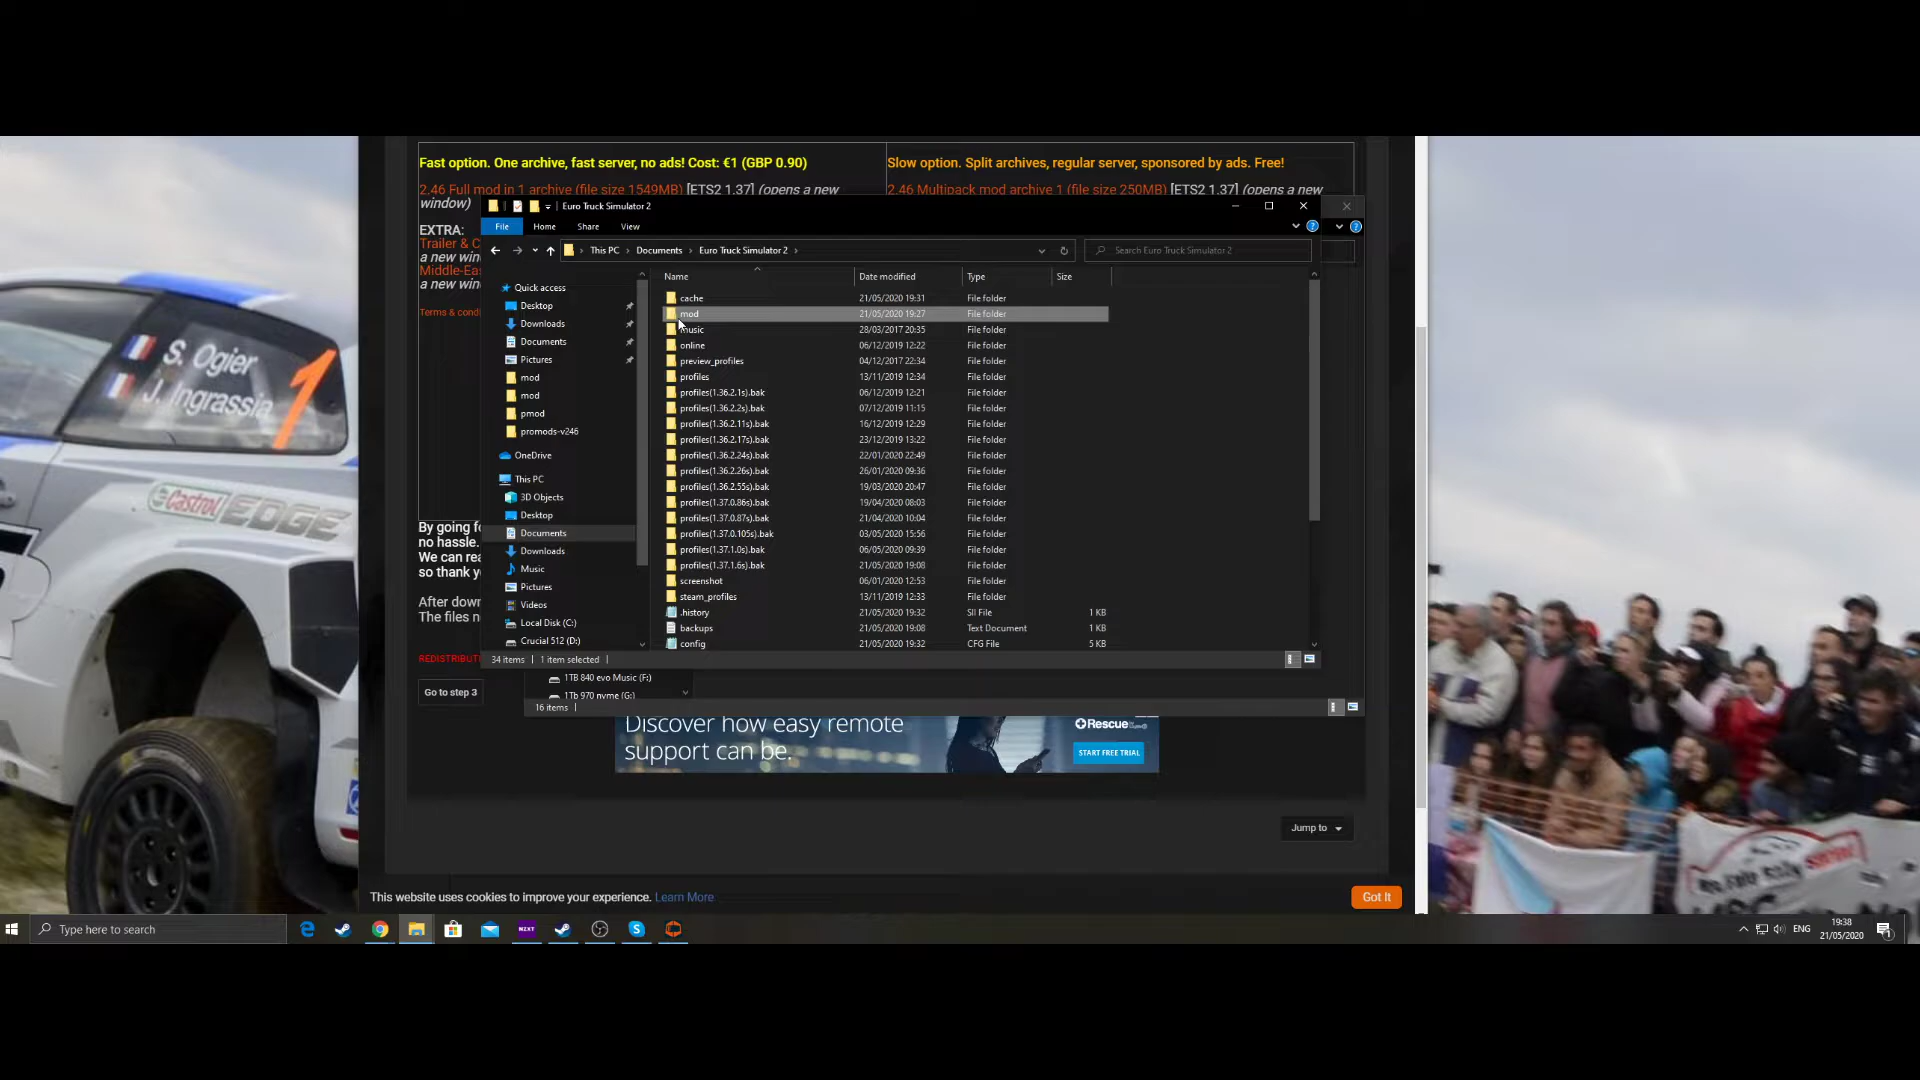 Fast option. One archive, fast server, no ads! Cost: €1 (GBP 0.90)
Slow option. Split archives, regular server, sponsored by ads. Free!
2.46 Full mod in 1 archive (file size 1549MB) [ETS2 1.37] (opens a new
window)
2.46 Multipack mod archive 1 (file size 250MB) [ETS2 1.37] (opens a new
EXTRA:
Trailer & C
a new win
Middle-Eas
a new win
Terms & condi
Euro Truck Simulator 2
File
Home
Share
View
This PC
Documents
Euro Truck Simulator 2
Search Euro Truck Simulator 2
Name
Date modified
Type
Size
Quick access
Desktop
Downloads
Documents
Pictures
mod
mod
pmod
promods-v246
OneDrive
This PC
3D Objects
Desktop
Documents
Downloads
Music
Pictures
Videos
Local Disk (C:)
Crucial 512 (D:)
cache 21/05/2020 19:31 File folder
mod 21/05/2020 19:27 File folder
music 28/03/2017 20:35 File folder
online 06/12/2019 12:22 File folder
preview_profiles 04/12/2017 22:34 File folder
profiles 13/11/2019 12:34 File folder
profiles(1.36.2.1s).bak 06/12/2019 12:21 File folder
profiles(1.36.2.2s).bak 07/12/2019 11:15 File folder
profiles(1.36.2.11s).bak 16/12/2019 12:29 File folder
profiles(1.36.2.17s).bak 23/12/2019 13:22 File folder
profiles(1.36.2.24s).bak 22/01/2020 22:49 File folder
profiles(1.36.2.26s).bak 26/01/2020 09:36 File folder
profiles(1.36.2.55s).bak 19/03/2020 20:47 File folder
profiles(1.37.0.86s).bak 19/04/2020 08:03 File folder
profiles(1.37.0.87s).bak 21/04/2020 10:04 File folder
profiles(1.37.0.105s).bak 03/05/2020 15:56 File folder
profiles(1.37.1.0s).bak 06/05/2020 09:39 File folder
profiles(1.37.1.6s).bak 21/05/2020 19:08 File folder
screenshot 06/01/2020 12:53 File folder
steam_profiles 13/11/2019 12:33 File folder
.history 21/05/2020 19:32 SII File 1 KB
backups 21/05/2020 19:08 Text Document 1 KB
config 21/05/2020 19:32 CFG File 5 KB
34 items
1 item selected
1TB 840 evo Music (F:)
1Tb 970 nvme (G:)
16 items
By going f
no hassle.
We can rea
so thank y
After down
The files n
REDISTRIBUT
Go to step 3
Discover how easy remote
support can be.
Rescue
START FREE TRIAL
Jump to
This website uses cookies to improve your experience. Learn More
Got It
S. Ogier
J. Ingrassia
1
Castrol EDGE
Type here to search
NZXT
ENG
19:38
21/05/2020
1